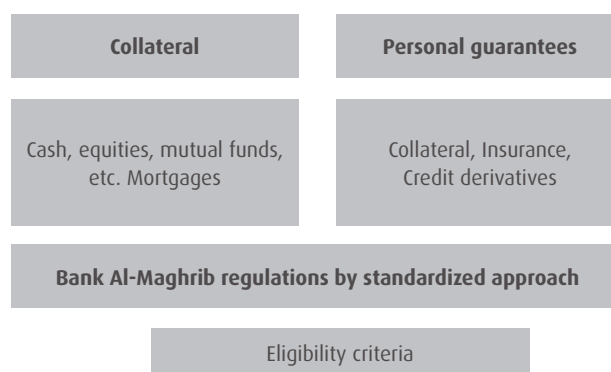 Collateral
Personal guarantees
Cash, equities, mutual funds,
etc. Mortgages
Collateral, Insurance,
Credit derivatives
Bank Al-Maghrib regulations by standardized approach
Eligibility criteria